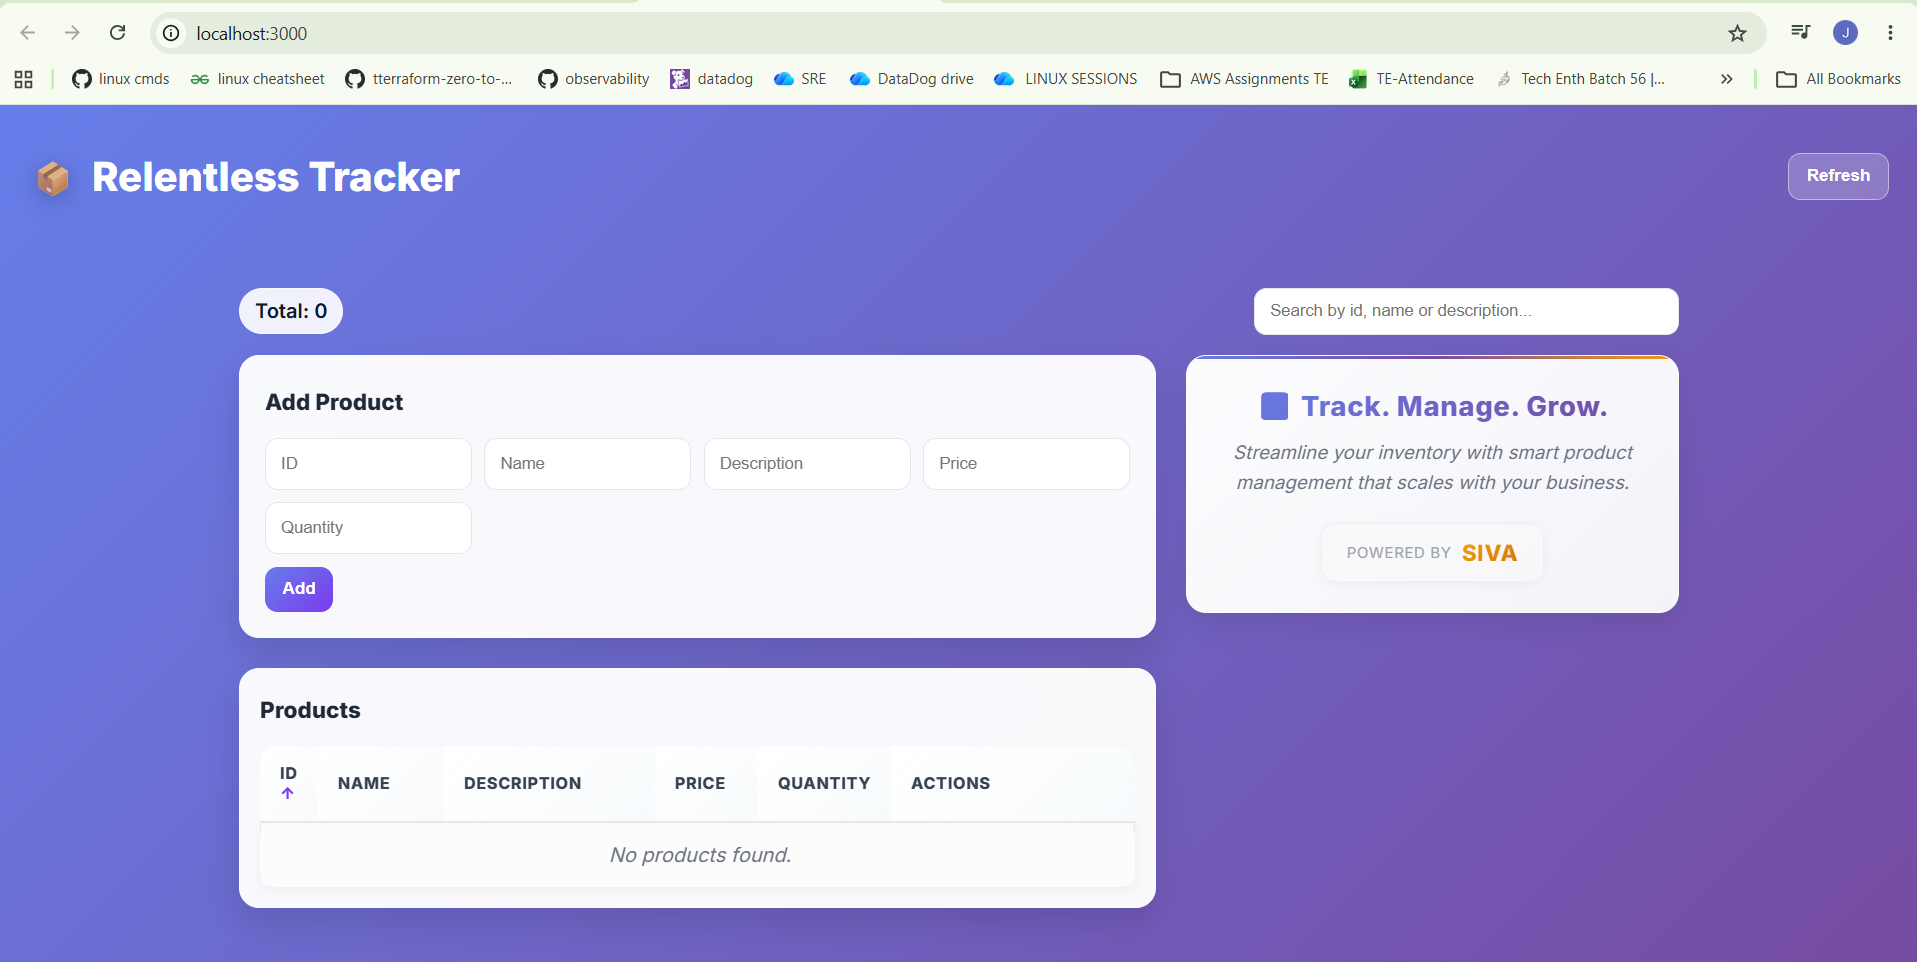 localhost:3000
J
linux cmds
linux cheatsheet
tterraform-zero-to-...
observability
datadog
SRE
DataDog drive
LINUX SESSIONS
AWS Assignments TE
TE-Attendance
Tech Enth Batch 56 |...
All Bookmarks
Relentless Tracker
Refresh
Total: 0
Search by id, name or description...
Add Product
ID
Name
Description
Price
Quantity
Add
Track. Manage. Grow.
Streamline your inventory with smart product
management that scales with your business.
POWERED BY SIVA
Products
ID ↑
NAME
DESCRIPTION
PRICE
QUANTITY
ACTIONS
No products found.